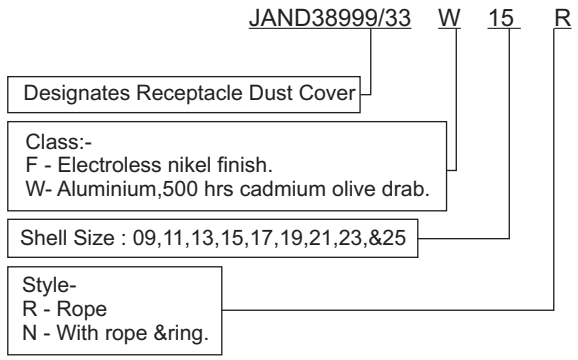 JAND38999/33 W 15 R
Designates Receptacle Dust Cover
Class:-
F - Electroless nikel finish.
W- Aluminium,500 hrs cadmium olive drab.
Shell Size : 09,11,13,15,17,19,21,23,&25
Style-
R - Rope
N - With rope &ring.